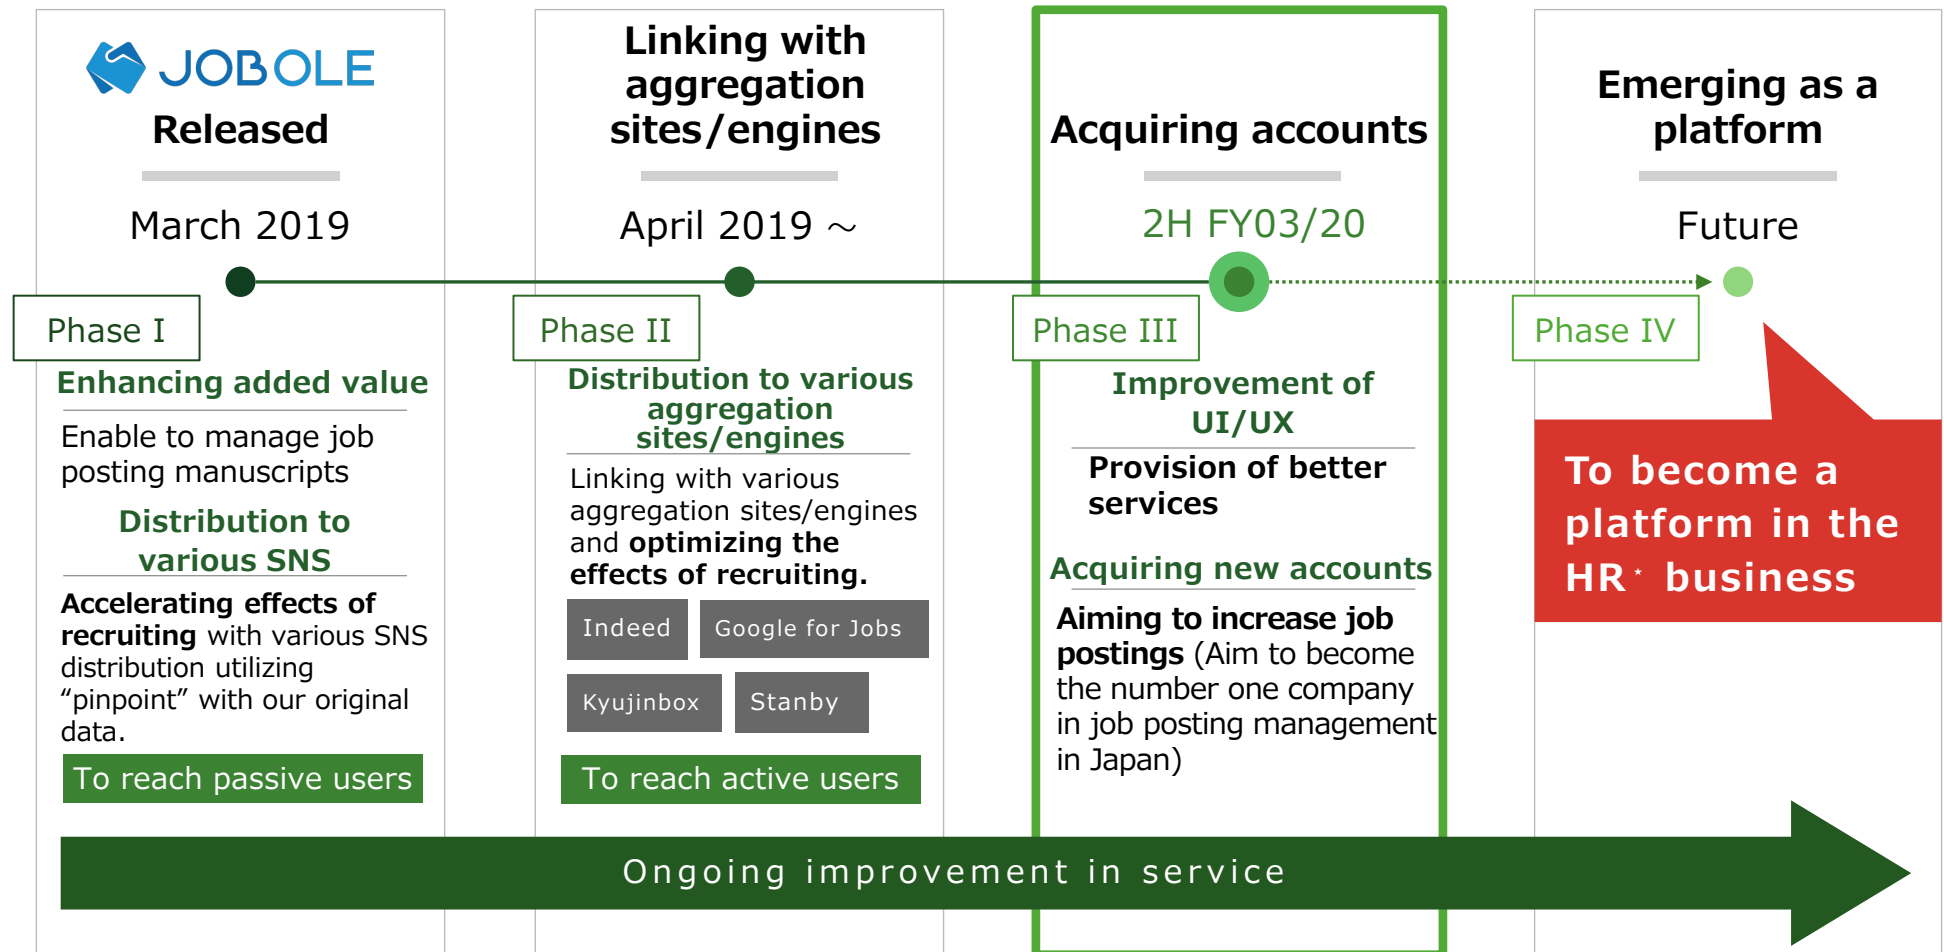 JOBOLE
Released
March 2019
Phase I
Enhancing added value
Enable to manage job
posting manuscripts
Distribution to
various SNS
Accelerating effects of
recruiting with various SNS
distribution utilizing
“pinpoint” with our original
data.
To reach passive users
Linking with
aggregation
sites/engines
April 2019 ～
Phase II
Distribution to various
aggregation
sites/engines
Linking with various
aggregation sites/engines
and optimizing the
effects of recruiting.
Indeed
Google for Jobs
Kyujinbox
Stanby
To reach active users
Acquiring accounts
2H FY03/20
Phase III
Improvement of
UI/UX
Provision of better
services
Acquiring new accounts
Aiming to increase job
postings (Aim to become
the number one company
in job posting management
in Japan)
Emerging as a
platform
Future
Phase IV
To become a
platform in the
HR* business
Ongoing improvement in service